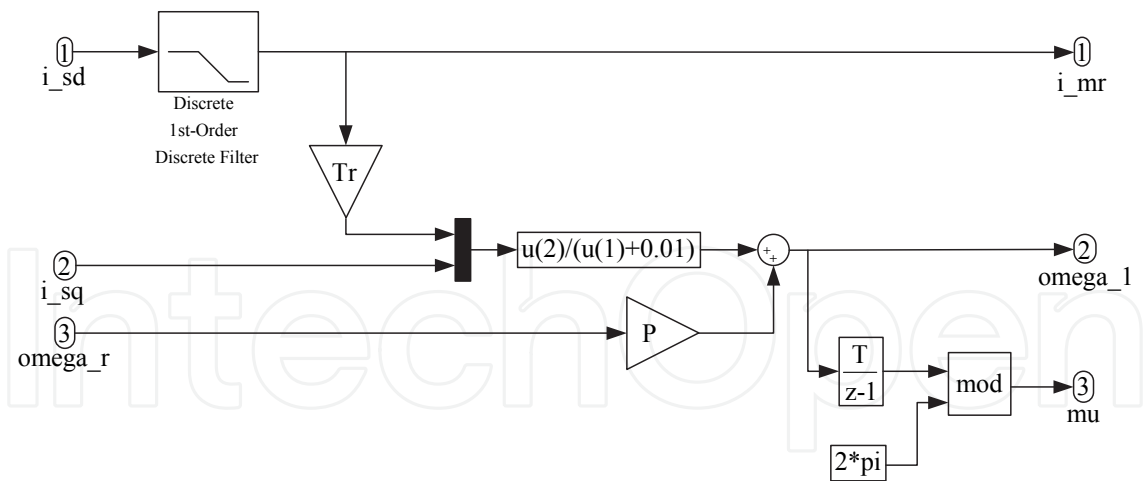 1
i_sd
Discrete
1st-Order
Discrete Filter
1
i_mr
Tr
2
i_sq
u(2)/(u(1)+0.01)
+
+
2
omega_1
3
omega_r
P
T
z-1
mod
3
mu
2*pi
IntechOpen